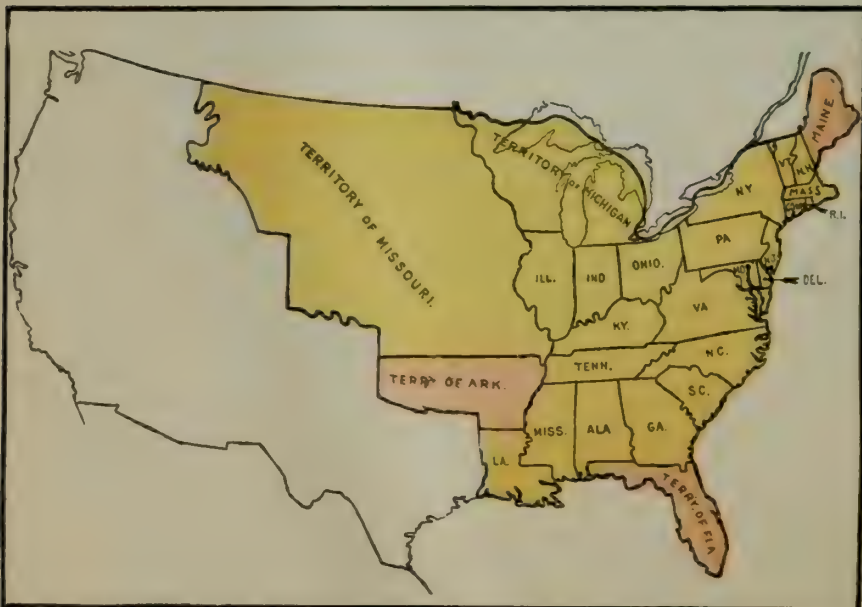 MAINE
TERRITORY OF MISSOURI.
TERRITORY OF MICHIGAN
VT.
N.H.
NY.
MASS
R.I.
PA
N.J.
DEL.
ILL.
IND
OHIO.
VA
KY.
TENN.
N.C.
S.C.
TERRY OF ARK.
MISS.
ALA
GA.
LA.
TERRY. OF FLA